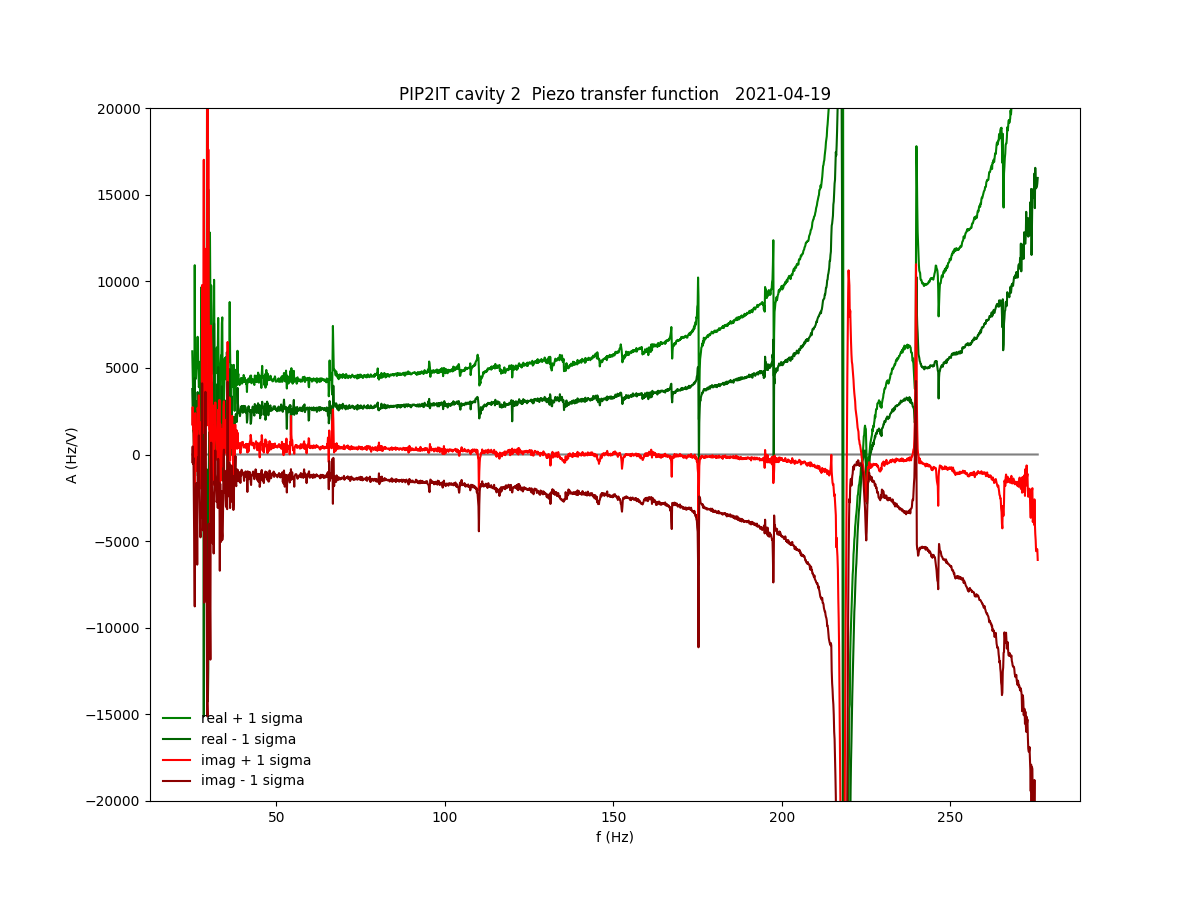 PIP2IT cavity 2  Piezo transfer function   2021-04-19
20000
15000
10000
5000
0
−5000
−10000
−15000
−20000
A (Hz/V)
real + 1 sigma
real - 1 sigma
imag + 1 sigma
imag - 1 sigma
50
100
150
200
250
f (Hz)